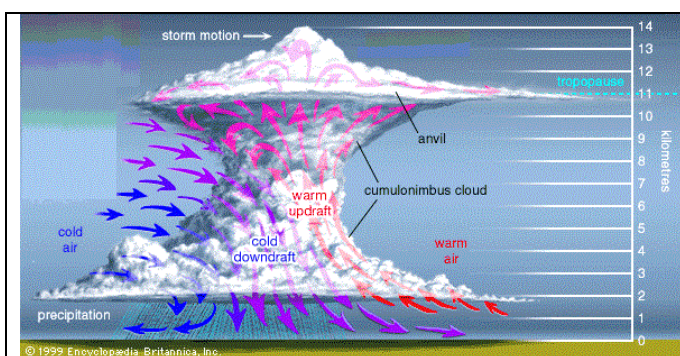 storm motion
14
13
12
tropopause
11
10
anvil
9
kilometres
8
cumulonimbus cloud
7
warm
updraft
6
5
cold
air
cold
downdraft
warm
air
4
3
2
precipitation
1
0
© 1999 Encyclopædia Britannica, Inc.